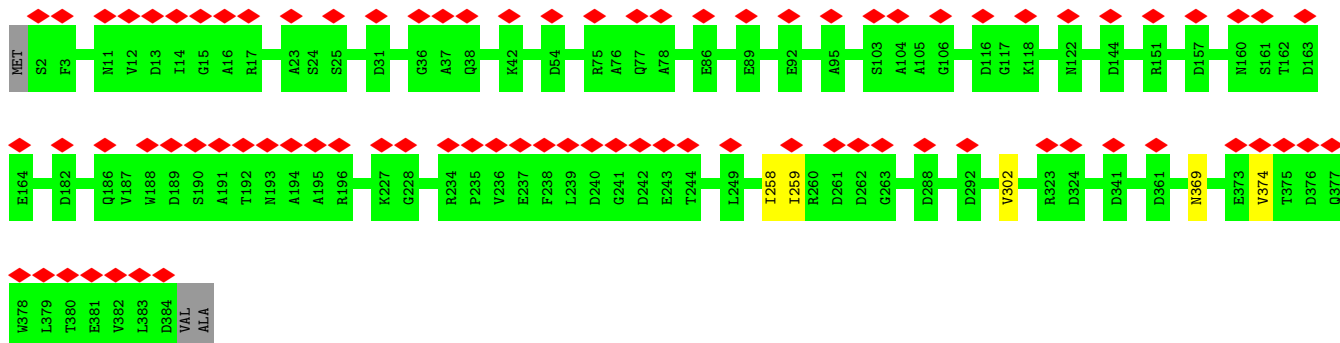 MET S2 F3 N11 V12 D13 I14 G15 A16 R17 A23 S24 S25 D31 G36 A37 Q38 K42 D54 R75 A76 Q77 A78 E86 E89 E92 A95 S103 A104 A105 G106 D116 G117 K118 N122 D144 R151 D157 N160 S161 T162 D163
E164 D182 Q186 V187 W188 D189 S190 A191 T192 N193 A194 A195 R196 K227 G228 R234 P235 V236 E237 F238 L239 D240 G241 D242 E243 T244 L249 I258 I259 R260 D261 D262 G263 D288 D292 V302 R323 D324 D341 D361 N369 E373 V374 T375 D376 Q377
W378 L379 T380 E381 V382 L383 D384 VAL ALA